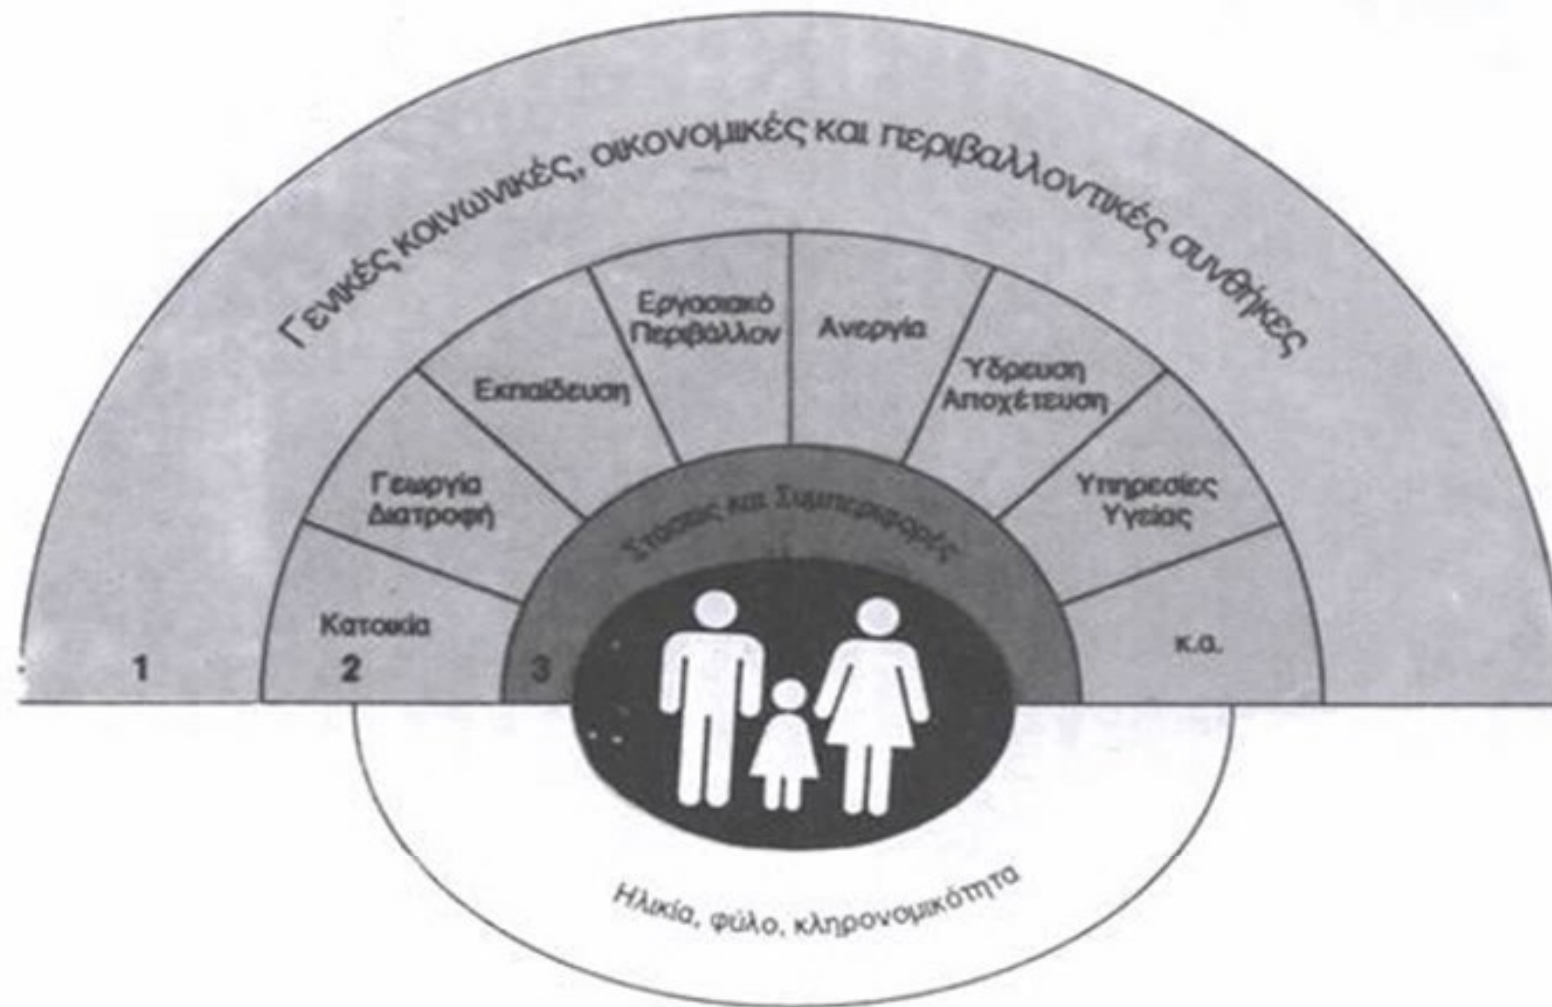 Γενικές κοινωνικές, οικονομικές και περιβαλλοντικές συνθήκες
Εργασιακό
Περιβάλλον
Ανεργία
Εκπαίδευση
Υδρευση
Αποχέτευση
Γεωργία
Διατροφή
Υπηρεσίες
Υγείας
Στάσεις και Συμπεριφορές
Κατοικία
κ.α.
1
2
3
Ηλικία, φύλο, κληρονομικότητα